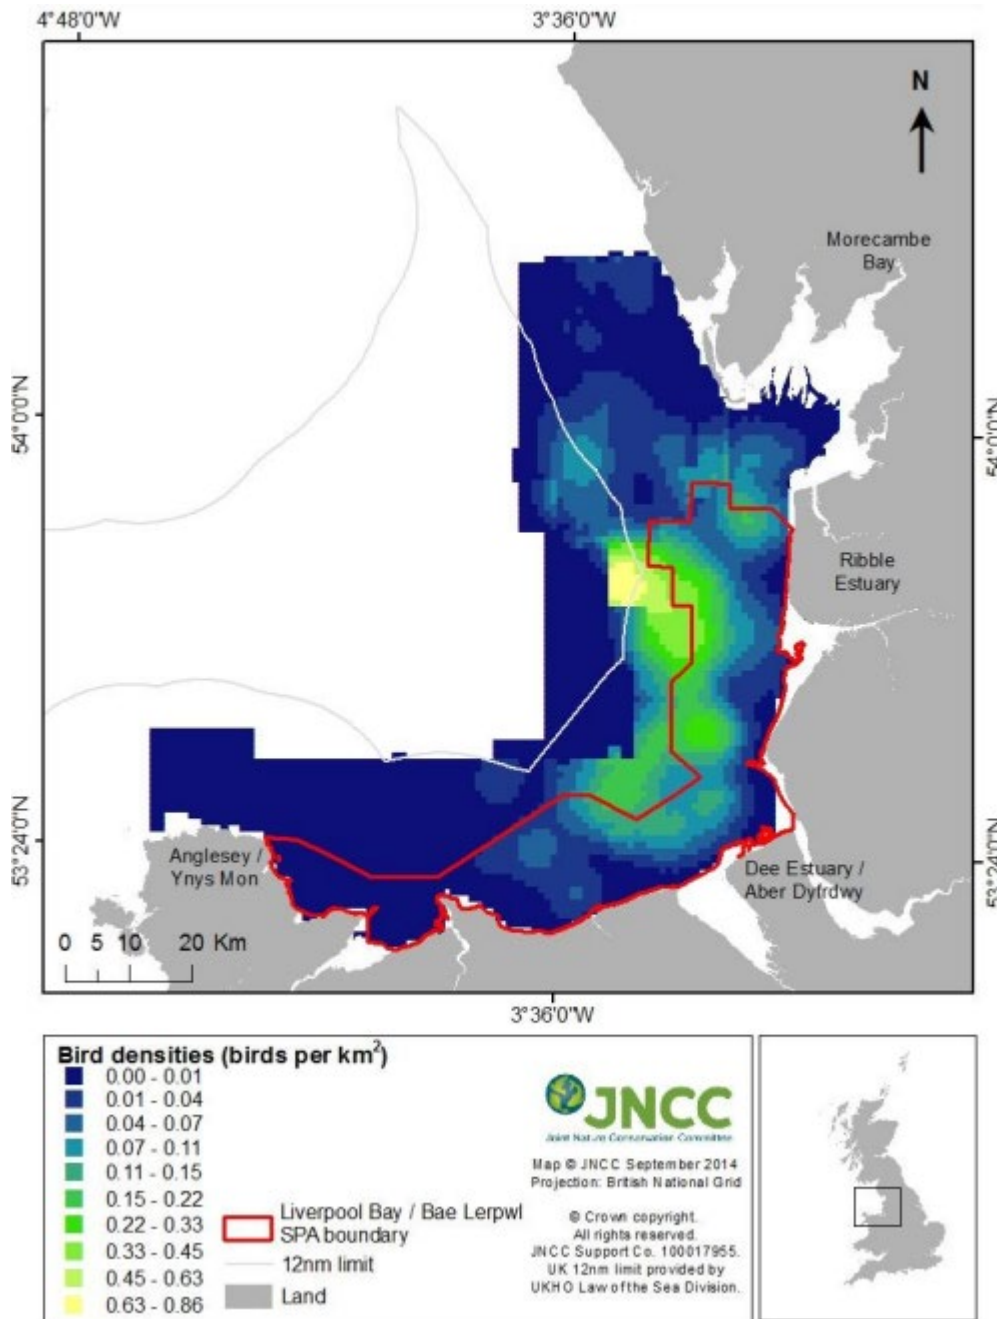 4°48'0"W
3°36'0"W
N
Morecambe
Bay
54°0'0"N
54°0'0"N
Ribble
Estuary
53°24'0"N
53°24'0"N
Anglesey /
Ynys Mon
Dee Estuary /
Aber Dyfrdwy
0 5 10 20 Km
3°36'0"W
Bird densities (birds per km²)
0.00 - 0.01
0.01 - 0.04
0.04 - 0.07
0.07 - 0.11
0.11 - 0.15
0.15 - 0.22
0.22 - 0.33
0.33 - 0.45
0.45 - 0.63
0.63 - 0.86
Liverpool Bay / Bae Lerpwl
SPA boundary
12nm limit
Land
JNCC
Joint Nature Conservation Committee
Map © JNCC September 2014
Projection: British National Grid
© Crown copyright.
All rights reserved.
JNCC Support Co. 100017955.
UK 12nm limit provided by
UKHO Law of the Sea Division.